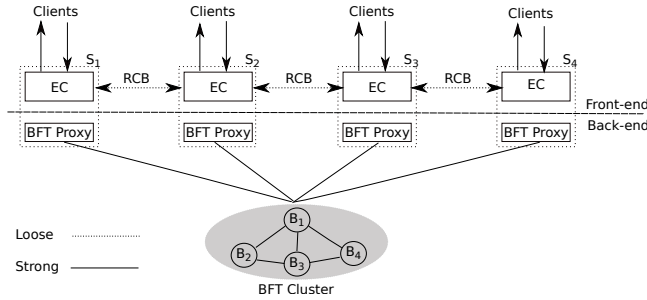 Clients Clients Clients Clients
S1 S2 S3 S4
EC RCB EC RCB EC RCB EC
Front-end
Back-end
BFT Proxy BFT Proxy BFT Proxy BFT Proxy
B1
B2 B3 B4
Loose
Strong
BFT Cluster